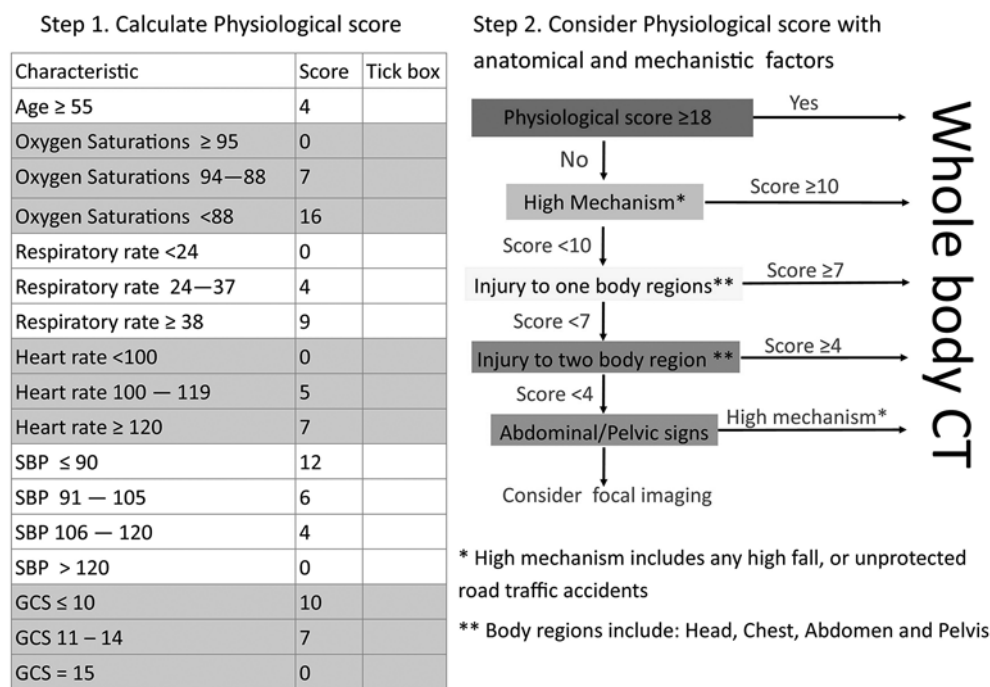 Step 1. Calculate Physiological score
Characteristic Score Tick box
Age ≥ 55 4
Oxygen Saturations ≥ 95 0
Oxygen Saturations 94—88 7
Oxygen Saturations <88 16
Respiratory rate <24 0
Respiratory rate 24—37 4
Respiratory rate ≥ 38 9
Heart rate <100 0
Heart rate 100 — 119 5
Heart rate ≥ 120 7
SBP ≤ 90 12
SBP 91 — 105 6
SBP 106 — 120 4
SBP > 120 0
GCS ≤ 10 10
GCS 11 – 14 7
GCS = 15 0
Step 2. Consider Physiological score with
anatomical and mechanistic factors
Physiological score ≥18
Yes
No
High Mechanism*
Score ≥10
Score <10
Injury to one body regions**
Score ≥7
Score <7
Injury to two body region **
Score ≥4
Score <4
Abdominal/Pelvic signs
High mechanism*
Consider focal imaging
Whole body CT
* High mechanism includes any high fall, or unprotected
road traffic accidents
** Body regions include: Head, Chest, Abdomen and Pelvis